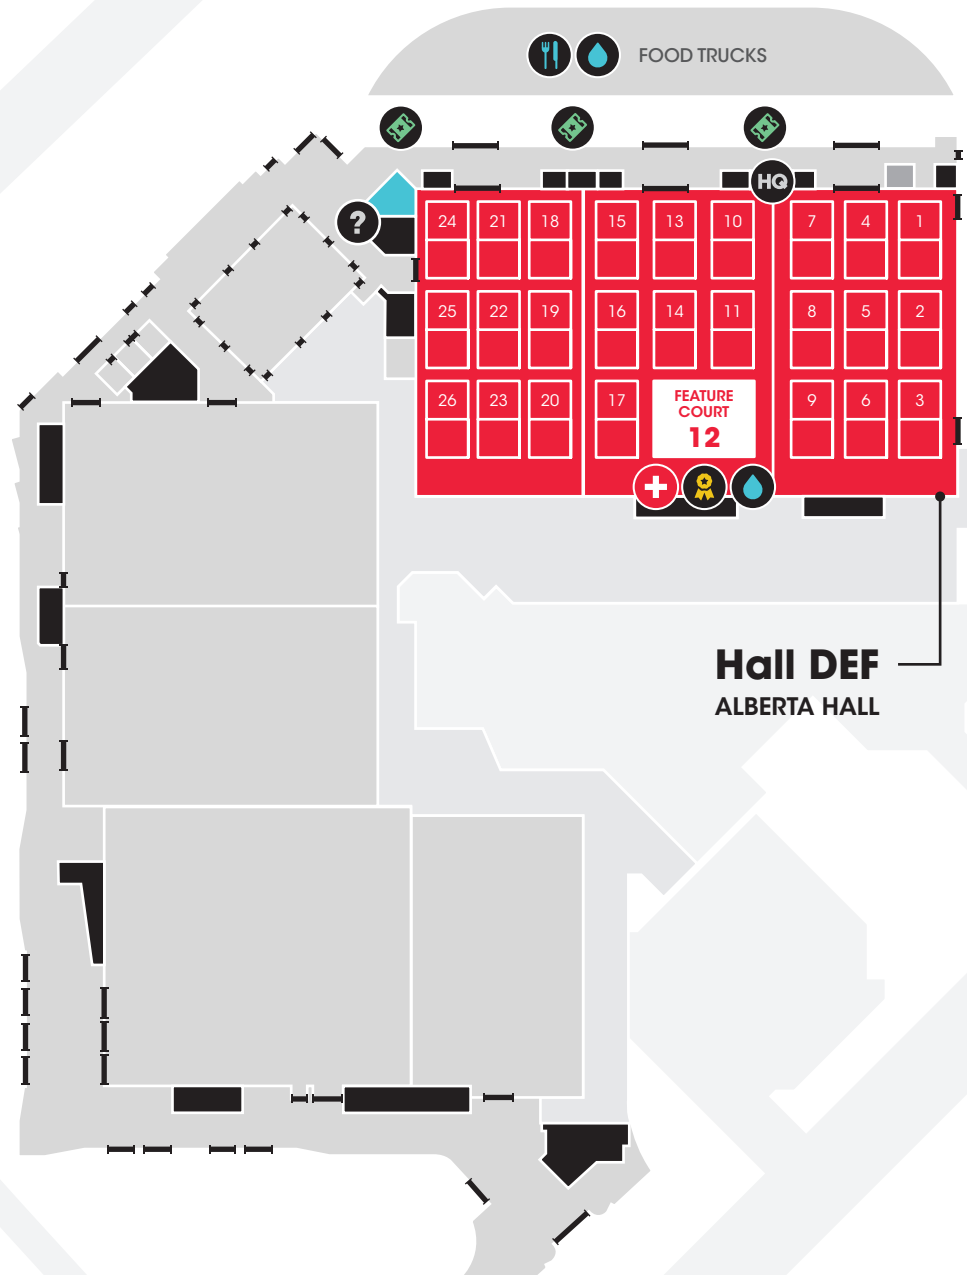 FOOD TRUCKS
HQ
?
24 21 18 15 13 10 7 4 1
25 22 19 16 14 11 8 5 2
26 23 20 17 FEATURE 9 6 3
COURT
12
Hall DEF
ALBERTA HALL